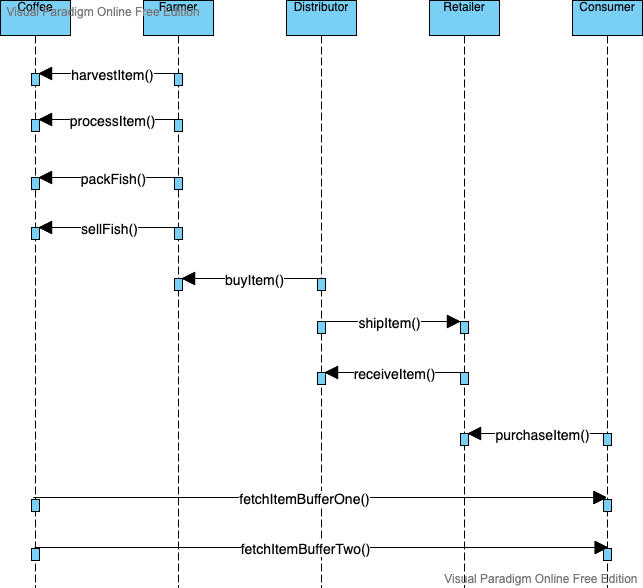 Visual Paradigm Online Free Edition
Coffee Farmer Distributor Retailer Consumer
harvestItem()
processItem()
packFish()
sellFish()
buyItem()
shipItem()
receiveItem()
purchaseItem()
fetchItemBufferOne()
fetchItemBufferTwo()
Visual Paradigm Online Free Edition